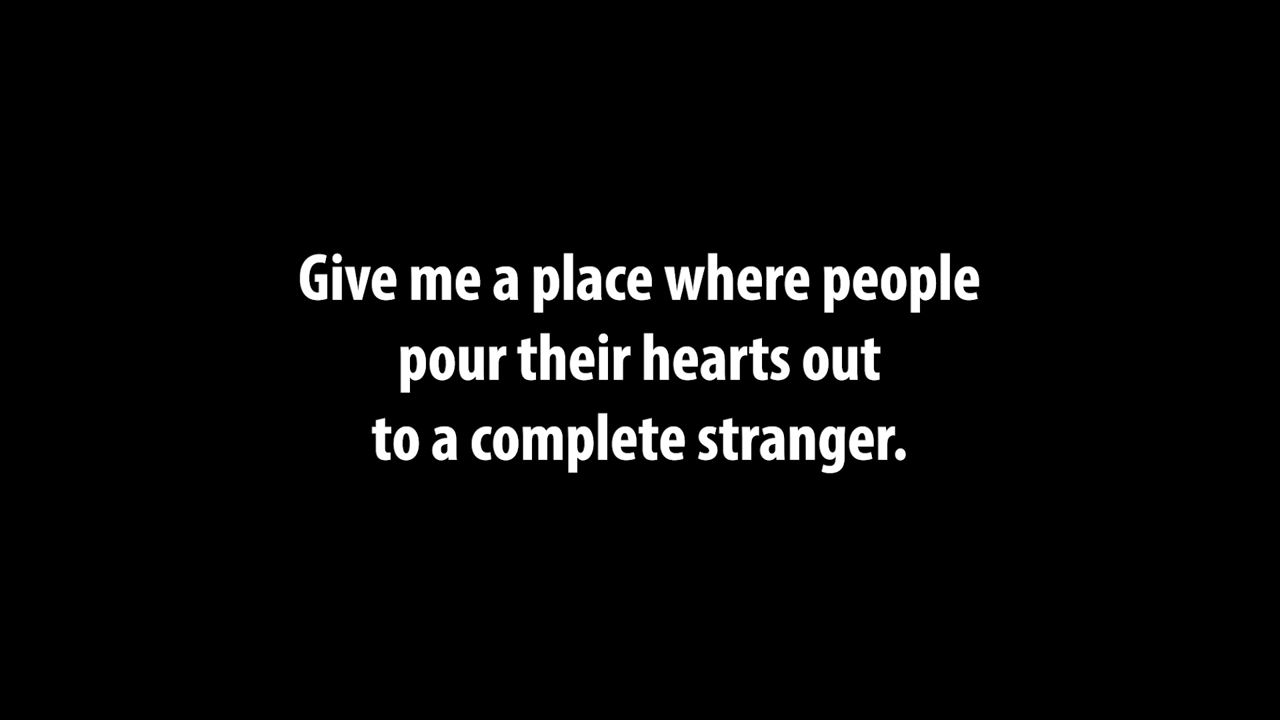 Give me a place where people
pour their hearts out
to a complete stranger.